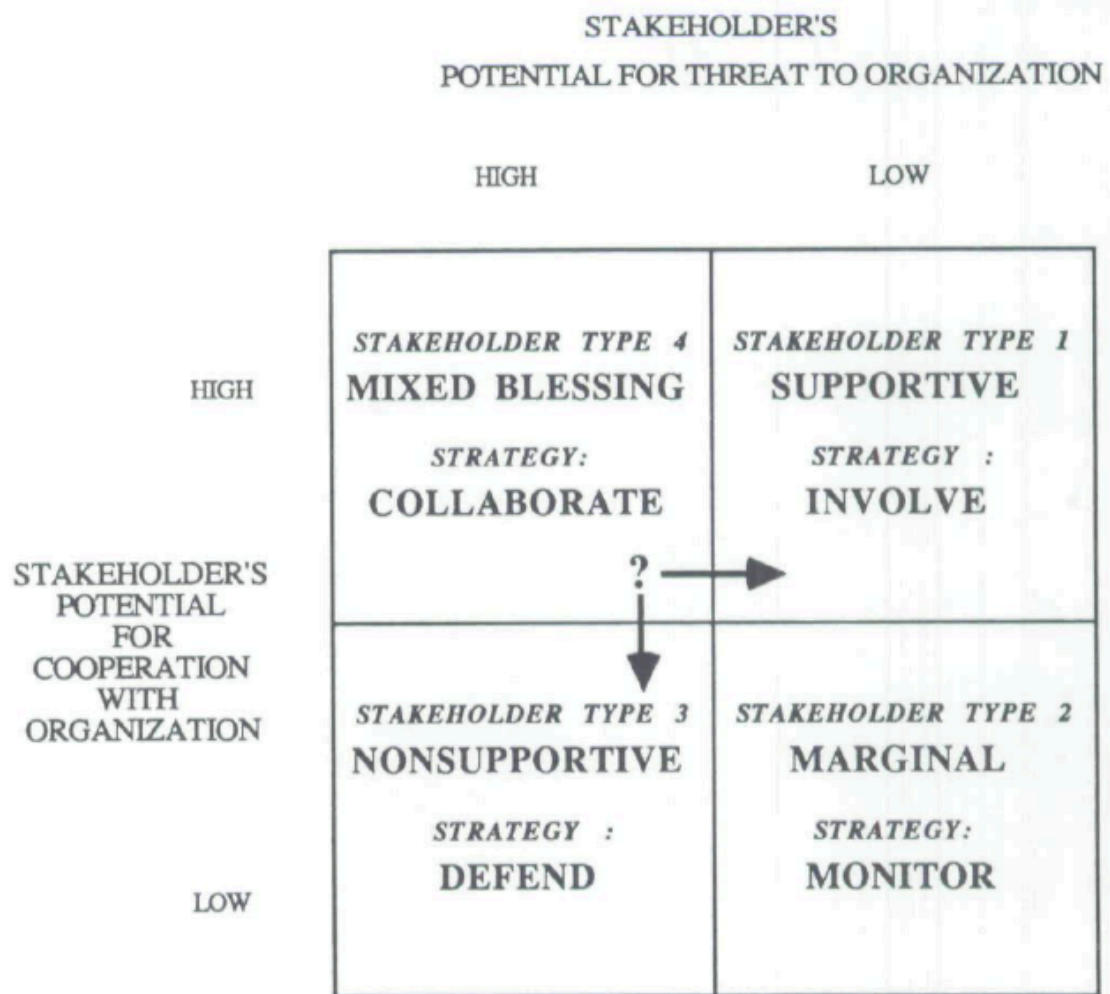 STAKEHOLDER'S
POTENTIAL FOR THREAT TO ORGANIZATION
HIGH
LOW
HIGH
STAKEHOLDER TYPE 4
MIXED BLESSING
STRATEGY:
COLLABORATE
STAKEHOLDER TYPE 1
SUPPORTIVE
STRATEGY :
INVOLVE
?
STAKEHOLDER'S
POTENTIAL
FOR
COOPERATION
WITH
ORGANIZATION
STAKEHOLDER TYPE 3
NONSUPPORTIVE
STRATEGY :
DEFEND
STAKEHOLDER TYPE 2
MARGINAL
STRATEGY:
MONITOR
LOW